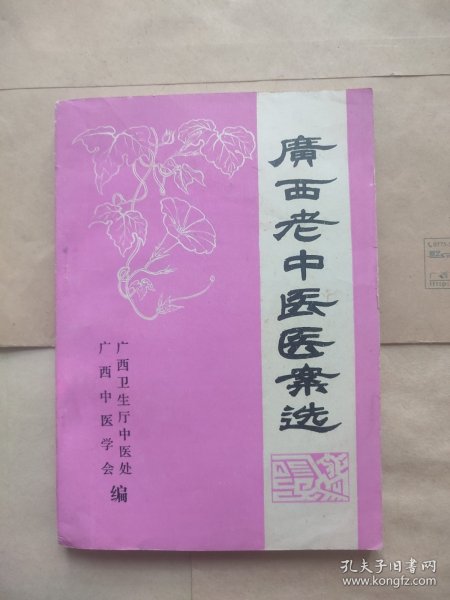 廣西老中医医案选
广西卫生厅中医处
广西中医学会
编
孔夫子旧书网
www.kongfz.com